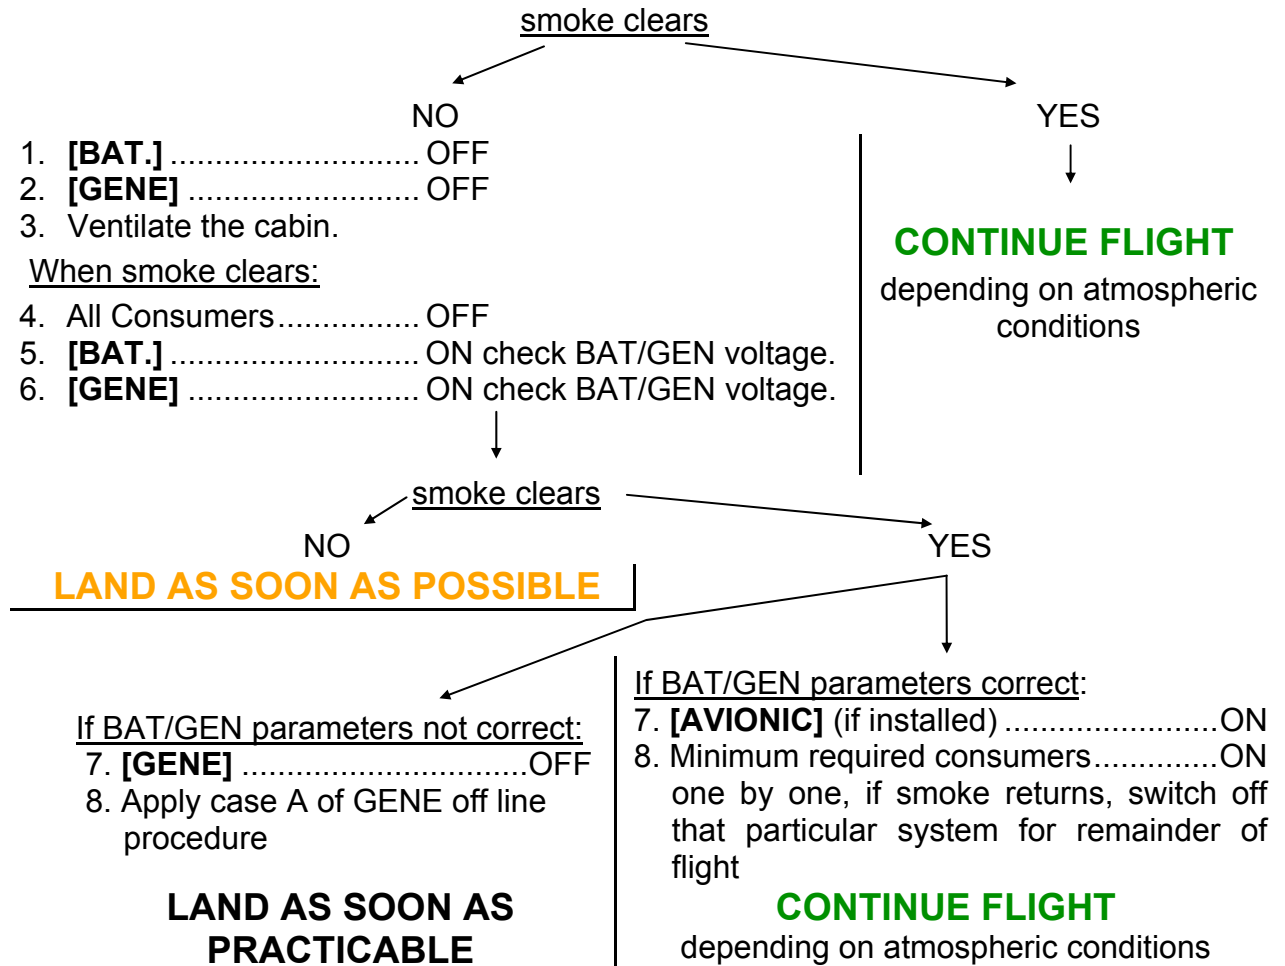 smoke clears
NO
YES
1. [BAT.] ............................ OFF
2. [GENE] .......................... OFF
3. Ventilate the cabin.
When smoke clears:
4. All Consumers................ OFF
5. [BAT.] ............................ ON check BAT/GEN voltage.
6. [GENE] .......................... ON check BAT/GEN voltage.
CONTINUE FLIGHT
depending on atmospheric
conditions
smoke clears
NO
YES
LAND AS SOON AS POSSIBLE
If BAT/GEN parameters not correct:
7. [GENE] ................................OFF
8. Apply case A of GENE off line
procedure
LAND AS SOON AS
PRACTICABLE
If BAT/GEN parameters correct:
7. [AVIONIC] (if installed) ........................ON
8. Minimum required consumers..............ON
one by one, if smoke returns, switch off
that particular system for remainder of
flight
CONTINUE FLIGHT
depending on atmospheric conditions